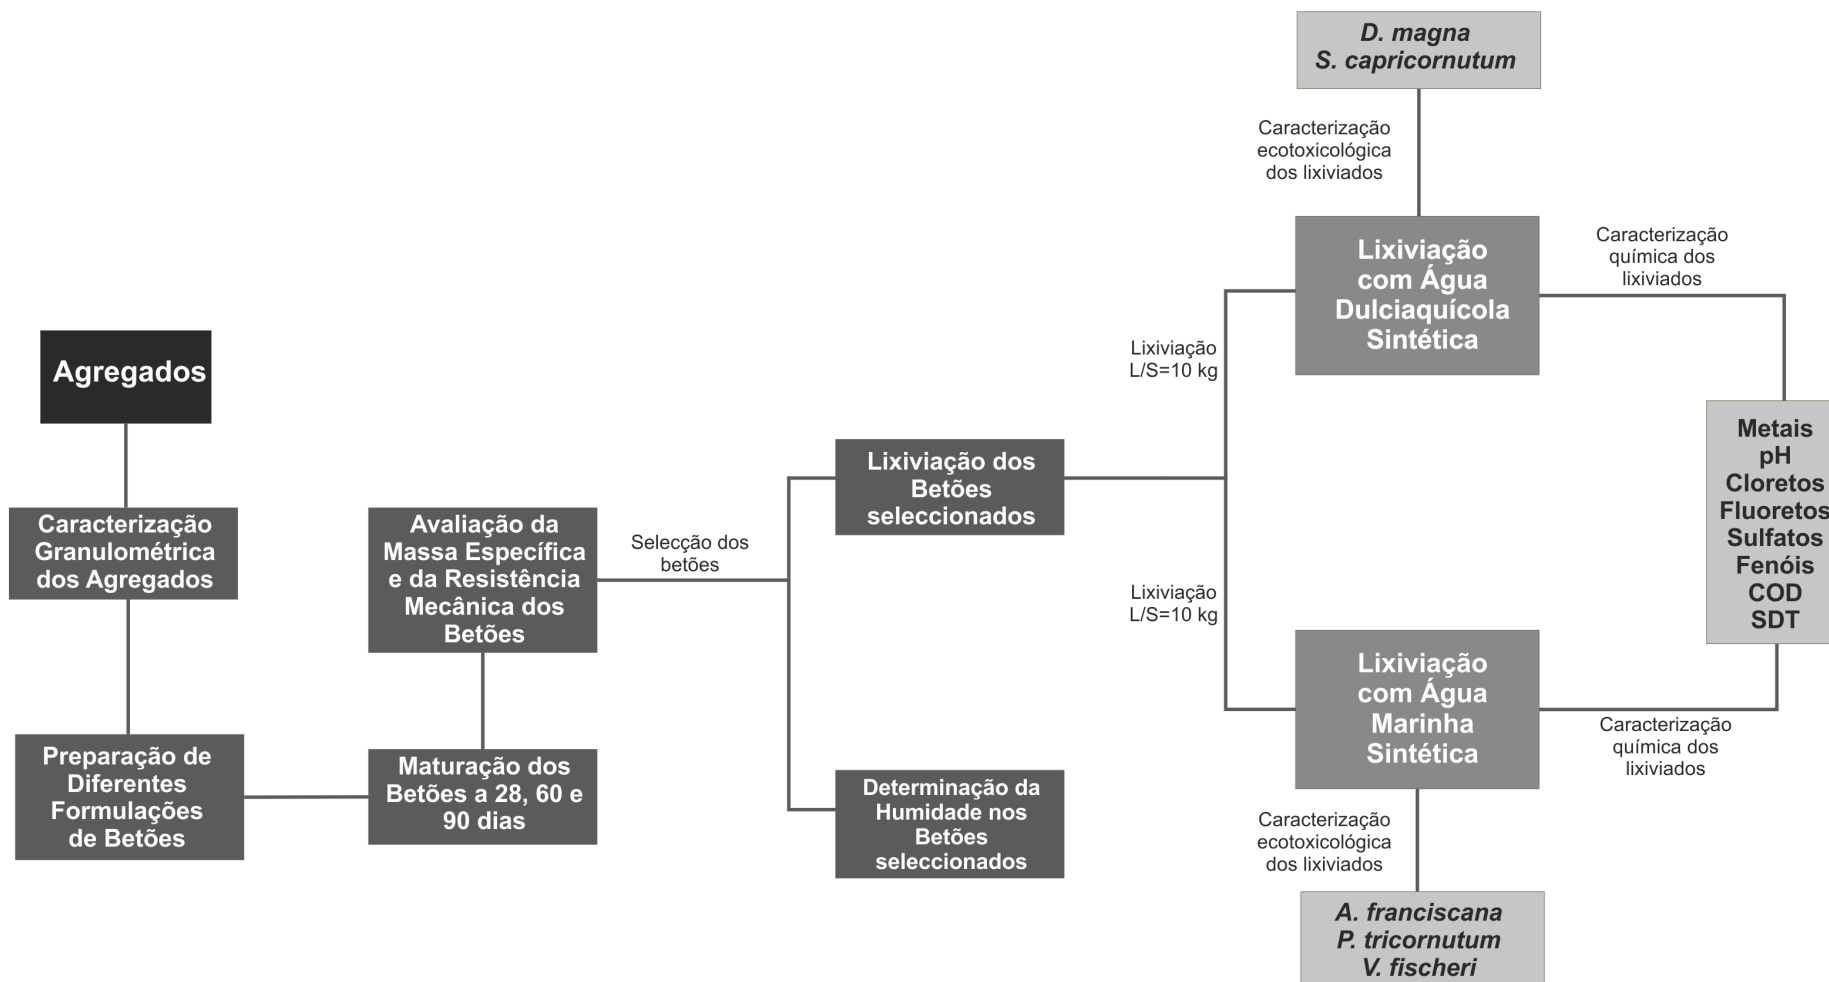 Agregados
Caracterização
Granulométrica
dos Agregados
Preparação de
Diferentes
Formulações
de Betões
Maturação dos
Betões a 28, 60 e
90 dias
Avaliação da
Massa Específica
e da Resistência
Mecânica dos
Betões
Selecção dos
betões
Lixiviação dos
Betões
seleccionados
Determinação da
Humidade nos
Betões
seleccionados
Lixiviação
L/S=10 kg
Lixiviação
L/S=10 kg
Lixiviação
com Água
Dulciaquícola
Sintética
Caracterização
ecotoxicológica
dos lixiviados
D. magna
S. capricornutum
Caracterização
química dos
lixiviados
Metais
pH
Cloretos
Fluoretos
Sulfatos
Fenóis
COD
SDT
Lixiviação
com Água
Marinha
Sintética
Caracterização
química dos
lixiviados
Caracterização
ecotoxicológica
dos lixiviados
A. franciscana
P. tricornutum
V. fischeri